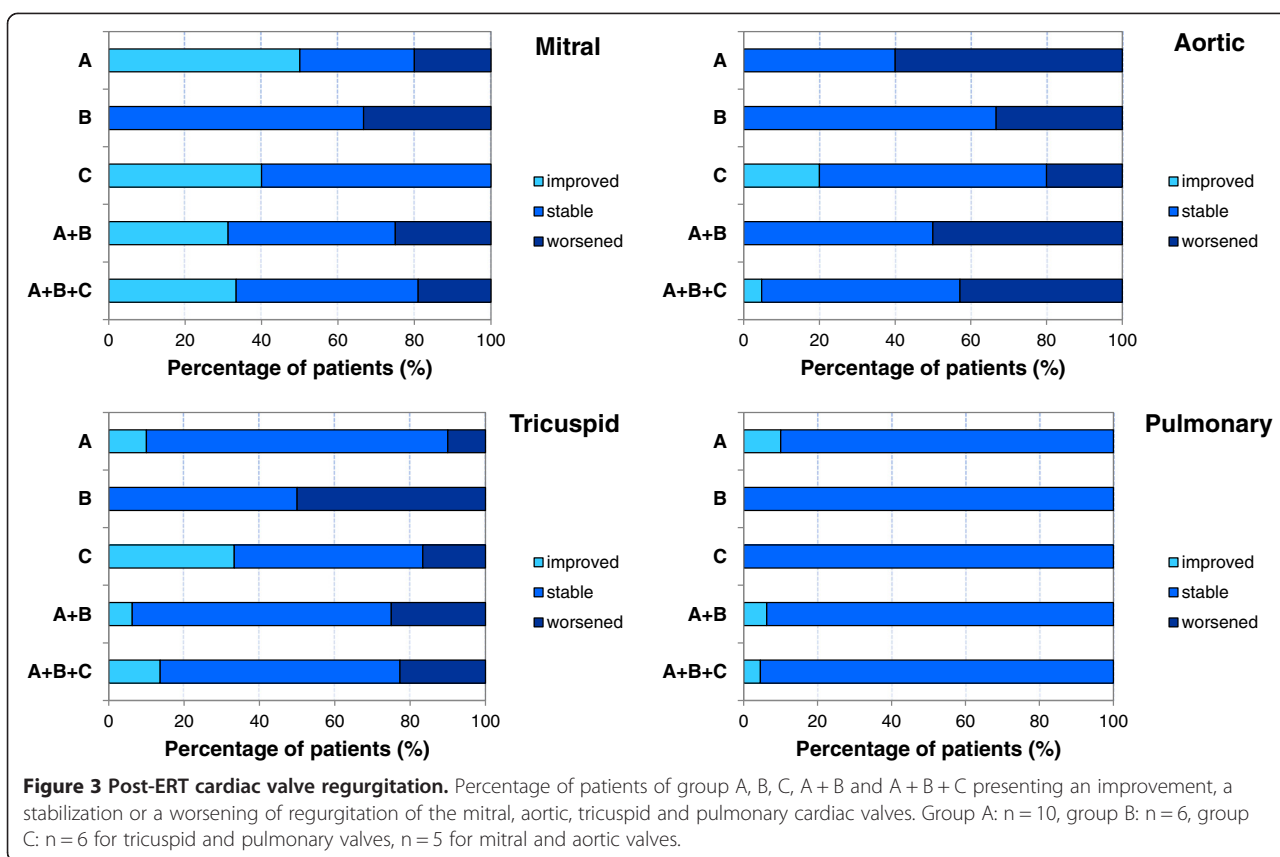 Mitral
A
B
C
A+B
A+B+C
improved
stable
worsened
0 20 40 60 80 100
Percentage of patients (%)
Aortic
A
B
C
A+B
A+B+C
improved
stable
worsened
0 20 40 60 80 100
Percentage of patients (%)
Tricuspid
A
B
C
A+B
A+B+C
improved
stable
worsened
0 20 40 60 80 100
Percentage of patients (%)
Pulmonary
A
B
C
A+B
A+B+C
improved
stable
worsened
0 20 40 60 80 100
Percentage of patients (%)
Figure 3 Post-ERT cardiac valve regurgitation. Percentage of patients of group A, B, C, A + B and A + B + C presenting an improvement, a
stabilization or a worsening of regurgitation of the mitral, aortic, tricuspid and pulmonary cardiac valves. Group A: n = 10, group B: n = 6, group
C: n = 6 for tricuspid and pulmonary valves, n = 5 for mitral and aortic valves.